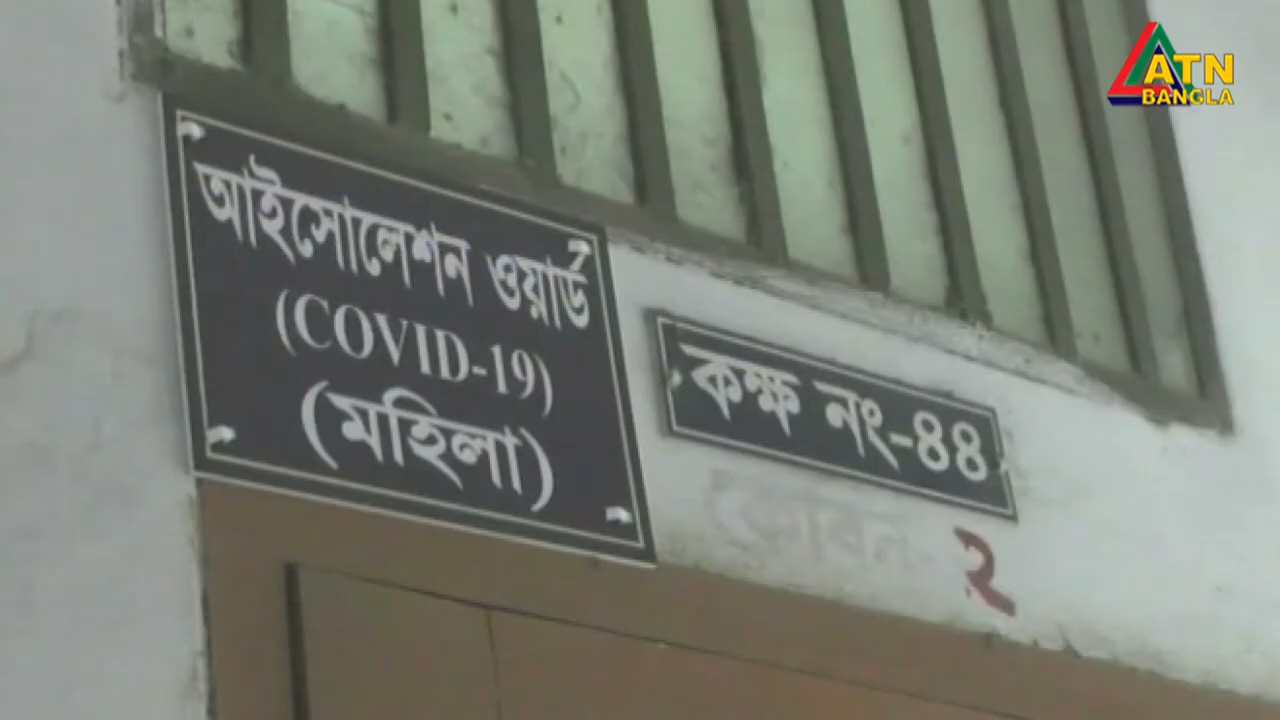 ATN
BANGLA
আইসোলেশন ওয়ার্ড
(COVID-19)
(মহিলা)
কক্ষ নং-৪৪
২